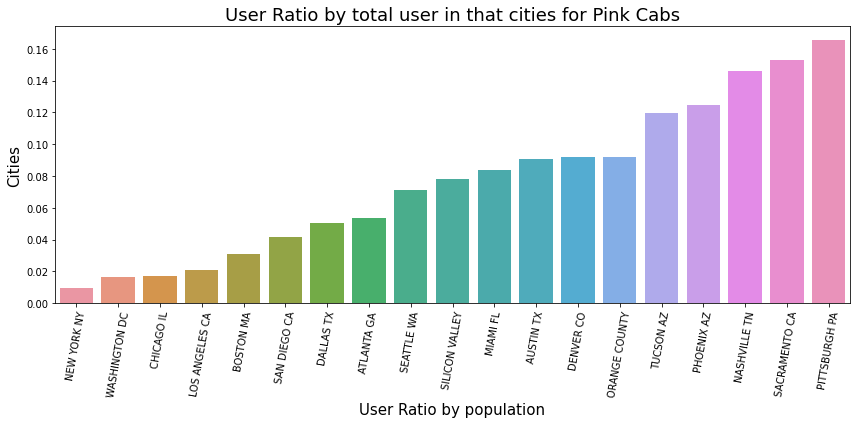 User Ratio by total user in that cities for Pink Cabs
Cities
0.16
0.14
0.12
0.10
0.08
0.06
0.04
0.02
0.00
NEW YORK NY
WASHINGTON DC
CHICAGO IL
LOS ANGELES CA
BOSTON MA
SAN DIEGO CA
DALLAS TX
ATLANTA GA
SEATTLE WA
SILICON VALLEY
MIAMI FL
AUSTIN TX
DENVER CO
ORANGE COUNTY
TUCSON AZ
PHOENIX AZ
NASHVILLE TN
SACRAMENTO CA
PITTSBURGH PA
User Ratio by population